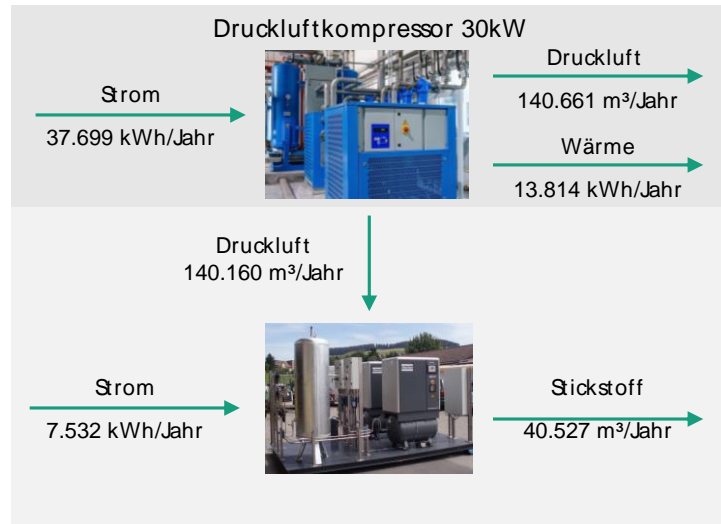 Druckluftkompressor 30kW
Strom
37.699 kWh/Jahr
Druckluft
140.661 m³/Jahr
Wärme
13.814 kWh/Jahr
Druckluft
140.160 m³/Jahr
Strom
7.532 kWh/Jahr
Stickstoff
40.527 m³/Jahr